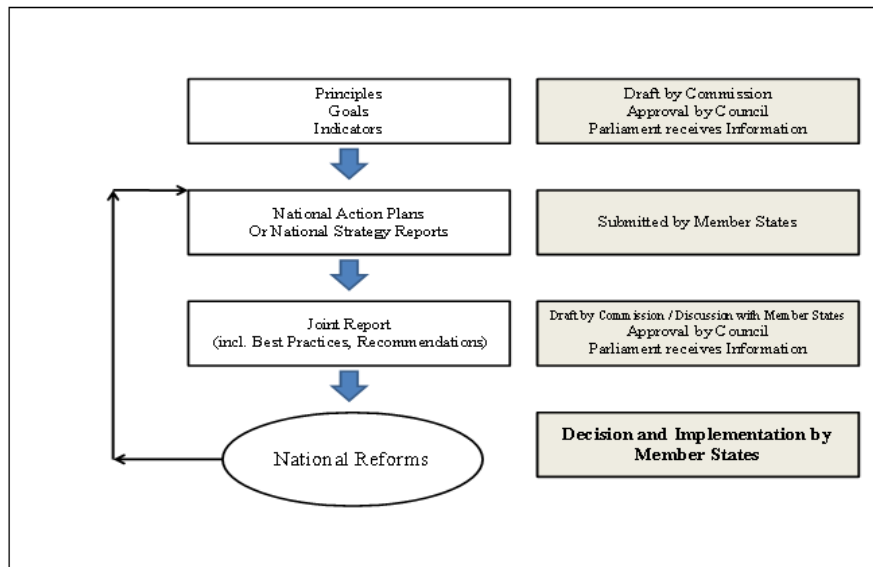 Principles
Goals
Indicators
Draft by Commission
Approval by Council
Parliament receives Information
National Action Plans
Or National Strategy Reports
Submitted by Member States
Joint Report
(incl. Best Practices, Recommendations)
Draft by Commission / Discussion with Member States
Approval by Council
Parliament receives Information
National Reforms
Decision and Implementation by
Member States